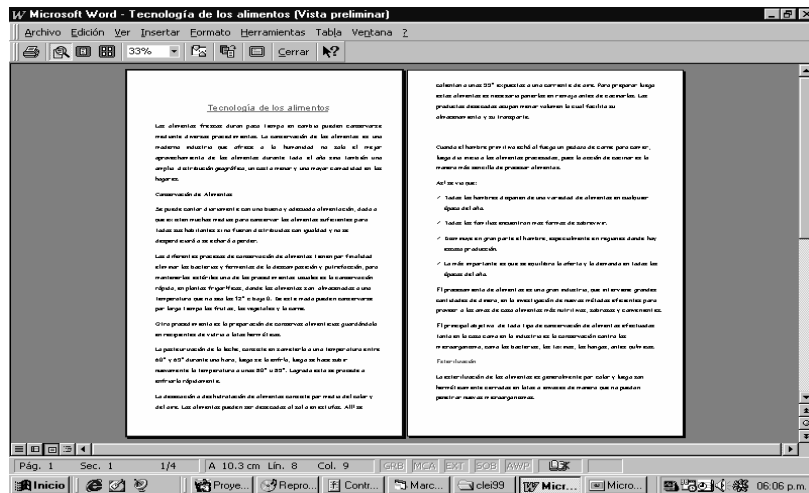 Microsoft Word - Tecnología de los alimentos (Vista preliminar)
Archivo Edición Ver Insertar Formato Herramientas Tabla Ventana ?
33% Cerrar
Tecnología de los alimentos
Los alimentos frescos duran poco tiempo en cambio pueden conservarse
mediante diversos procedimientos. La conservación de los alimentos es una
moderna industria que ofrece a la humanidad no solo el mejor
aprovechamiento de los alimentos durante todo el año sino también una
amplia distribución geográfica, un costo menor y una mayor comodidad en los
hogares.
Conservación de Alimentos
Se puede contar diariamente con una buena y adecuada alimentación, dado a
que existen muchos medios para conservar los alimentos suficientes para
todos sus habitantes si no fueran distribuidos con igualdad y no se
desperdiciará o se echará a perder.
Los diferentes procesos de conservación de alimentos tienen por finalidad
eliminar las bacterias y fermentos de la descomposición y putrefacción, para
mantenerlos estériles uno de los procedimientos usuales es la conservación
rápida, en plantas frigoríficas, donde los alimentos son almacenados a una
temperatura que no sea los 12° o bajo 0. De este modo pueden conservarse
por largo tiempo las frutas, los vegetales y la carne.
Otro procedimiento es la preparación de conservas alimenticias guardándola
en recipientes de vidrio o latas herméticas.
La pasteurización de la leche, consiste en someterla a una temperatura entre
60° y 65° durante una hora, luego se la enfría, luego se hace subir
nuevamente la temperatura a unos 80° u 85°. Logrado esto se procede a
enfriarla rápidamente.
La desecación o deshidratación de alimentos consiste por medio del calor y
del aire. Los alimentos pueden ser desecados al sol o en estufas. Allí se
calientan a unos 55° expuestos a una corriente de aire. Para preparar luego
estos alimentos es necesario ponerlos en remojo antes de cocinarlos. Los
productos desecados ocupan menor volumen lo cual facilita su
almacenamiento y su transporte.
Cuando el hombre primitivo echó al fuego un pedazo de carne para comer,
luego dio inicio a los alimentos procesados, pues la acción de cocinar es la
manera más sencilla de procesar alimentos.
Así se vio que:
✓ Todos los hombres disponen de una variedad de alimentos en cualquier
época del año.
✓ Todas las familias encuentran mas formas de sobrevivir.
✓ Disminuye en gran parte el hambre, especialmente en regiones donde hay
escasa producción.
✓ Lo más importante es que se equilibra la oferta y la demanda en todas las
épocas del año.
El procesamiento de alimentos es una gran industria, que interviene grandes
cantidades de dinero, en la investigación de nuevos métodos eficientes para
proveer a las amas de casa alimentos más nutritivos, sabrosos y convenientes.
El principal objetivo de todo tipo de conservación de alimentos efectuados
tanto en la casa como en la industria es la conservación contra los
microorganismo, como las bacterias, las toxinas, los hongos, antes químicos.
Esterilización
La esterilización de los alimentos es generalmente por calor y luego son
herméticamente cerrados en latas o envases de manera que no puedan
penetrar nuevos microorganismos.
Pág. 1 Sec. 1 1/4 A 10.3 cm Lín. 8 Col. 9 GRB MCA EXT SOB AWP
Inicio Proye... Repro... Contr... Marc... clei99 Micr... Micro... 06:06 p.m.